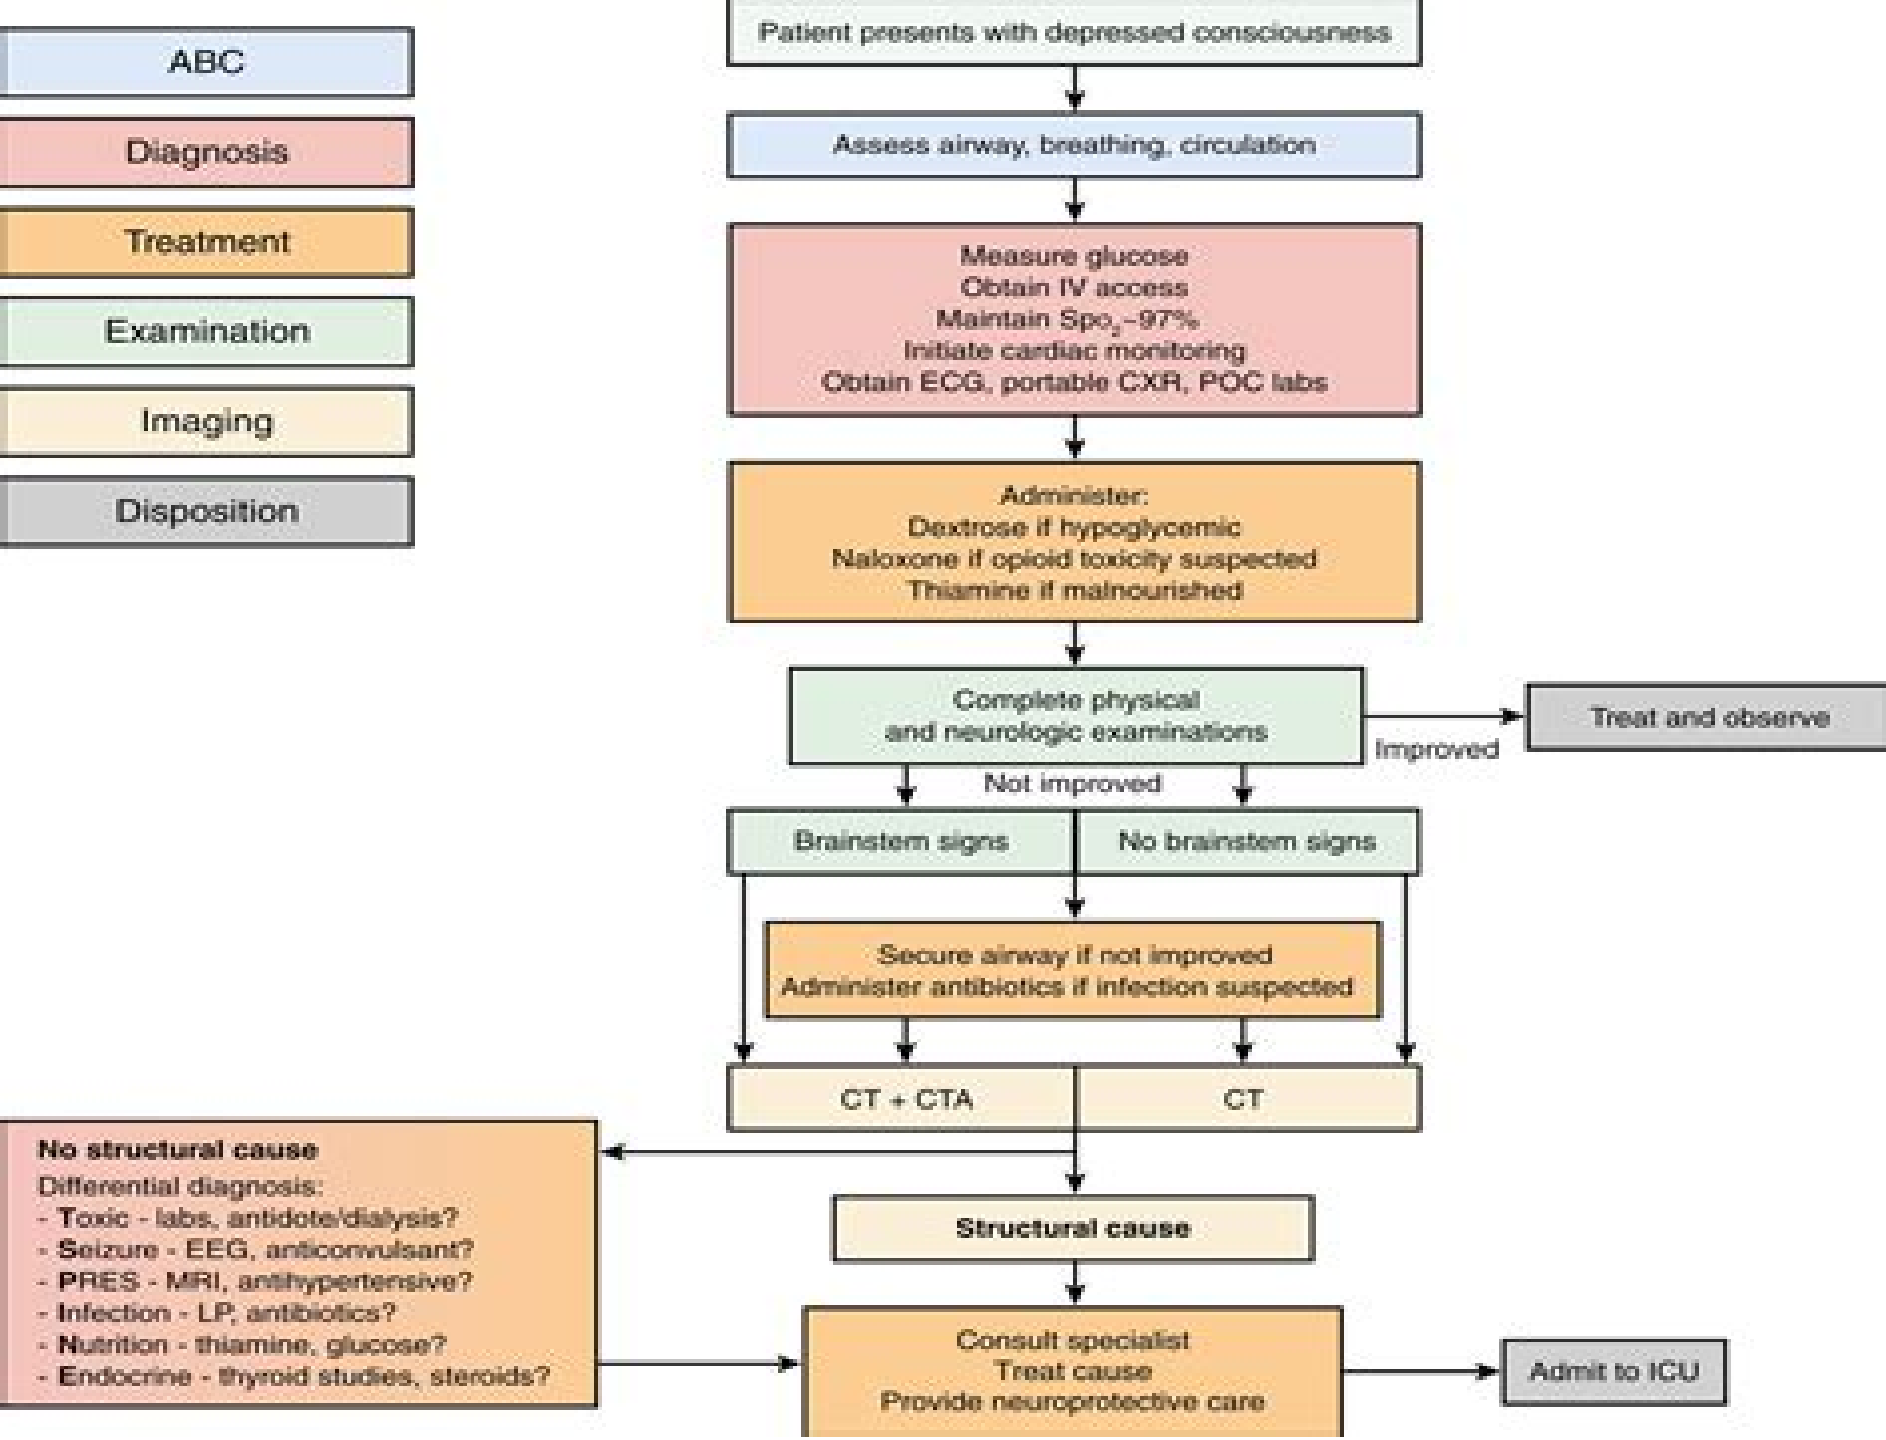 ABC
Diagnosis
Treatment
Examination
Imaging
Disposition
Patient presents with depressed consciousness
Assess airway, breathing, circulation
Measure glucose
Obtain IV access
Maintain Spo₂~97%
Initiate cardiac monitoring
Obtain ECG, portable CXR, POC labs
Administer:
Dextrose if hypoglycemic
Naloxone if opioid toxicity suspected
Thiamine if malnourished
Complete physical
and neurologic examinations
Improved
Treat and observe
Not improved
Brainstem signs
No brainstem signs
Secure airway if not improved
Administer antibiotics if infection suspected
CT + CTA
CT
No structural cause
Differential diagnosis:
- Toxic - labs, antidote/dialysis?
- Seizure - EEG, anticonvulsant?
- PRES - MRI, antihypertensive?
- Infection - LP, antibiotics?
- Nutrition - thiamine, glucose?
- Endocrine - thyroid studies, steroids?
Structural cause
Consult specialist
Treat cause
Provide neuroprotective care
Admit to ICU